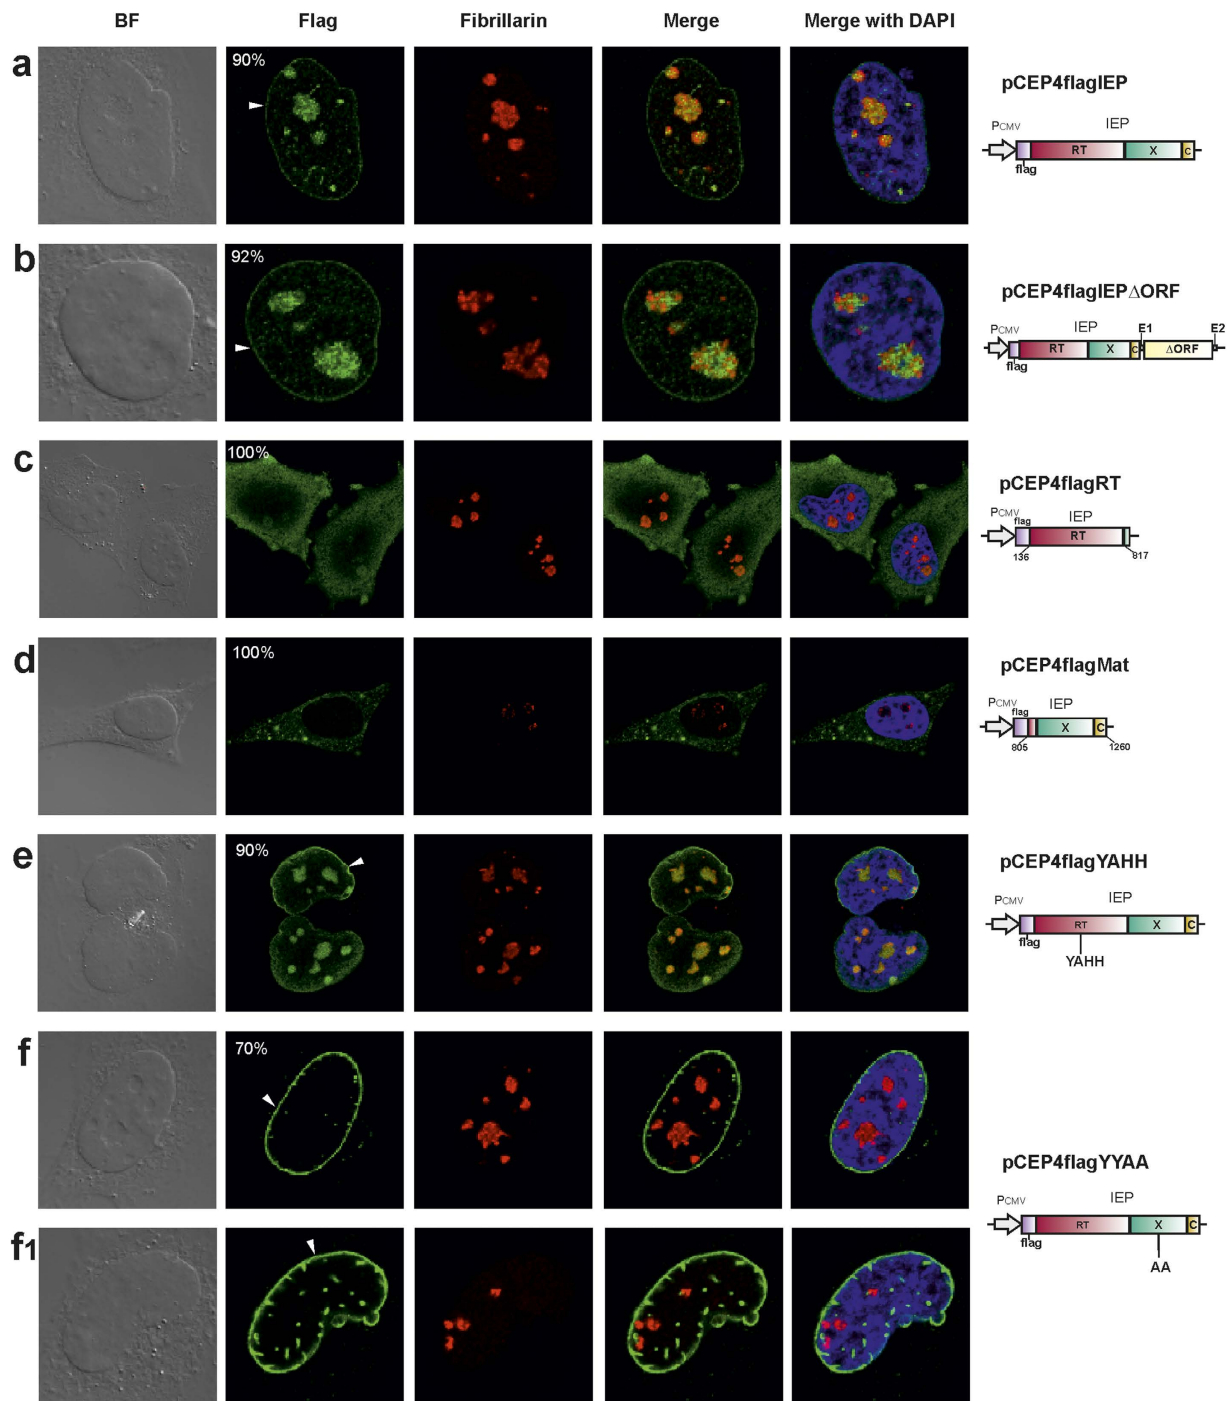 BF Flag Fibrillarin Merge Merge with DAPI
a 90%
pCEP4flagIEP
PCMV IEP
RT X C
flag
b 92%
pCEP4flagIEPΔORF
PCMV IEP E1 E2
RT X C ΔORF
flag
c 100%
pCEP4flagRT
PCMV flag IEP
RT
136 817
d 100%
pCEP4flagMat
PCMV flag IEP
X C
805 1260
e 90%
pCEP4flagYAHH
PCMV IEP
RT X C
flag
YAHH
f 70%
pCEP4flagYYAA
PCMV IEP
RT X C
flag
AA
f1